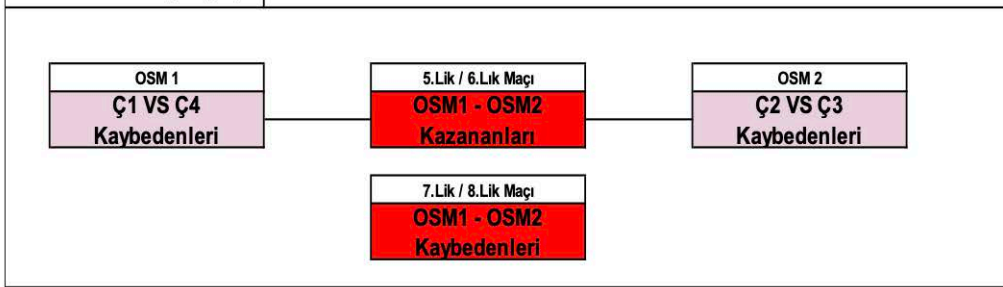 OSM 1
Ç1 VS Ç4
Kaybedenleri
5.Lik / 6.Lık Maçı
OSM1 - OSM2
Kazananları
OSM 2
Ç2 VS Ç3
Kaybedenleri
7.Lik / 8.Lik Maçı
OSM1 - OSM2
Kaybedenleri